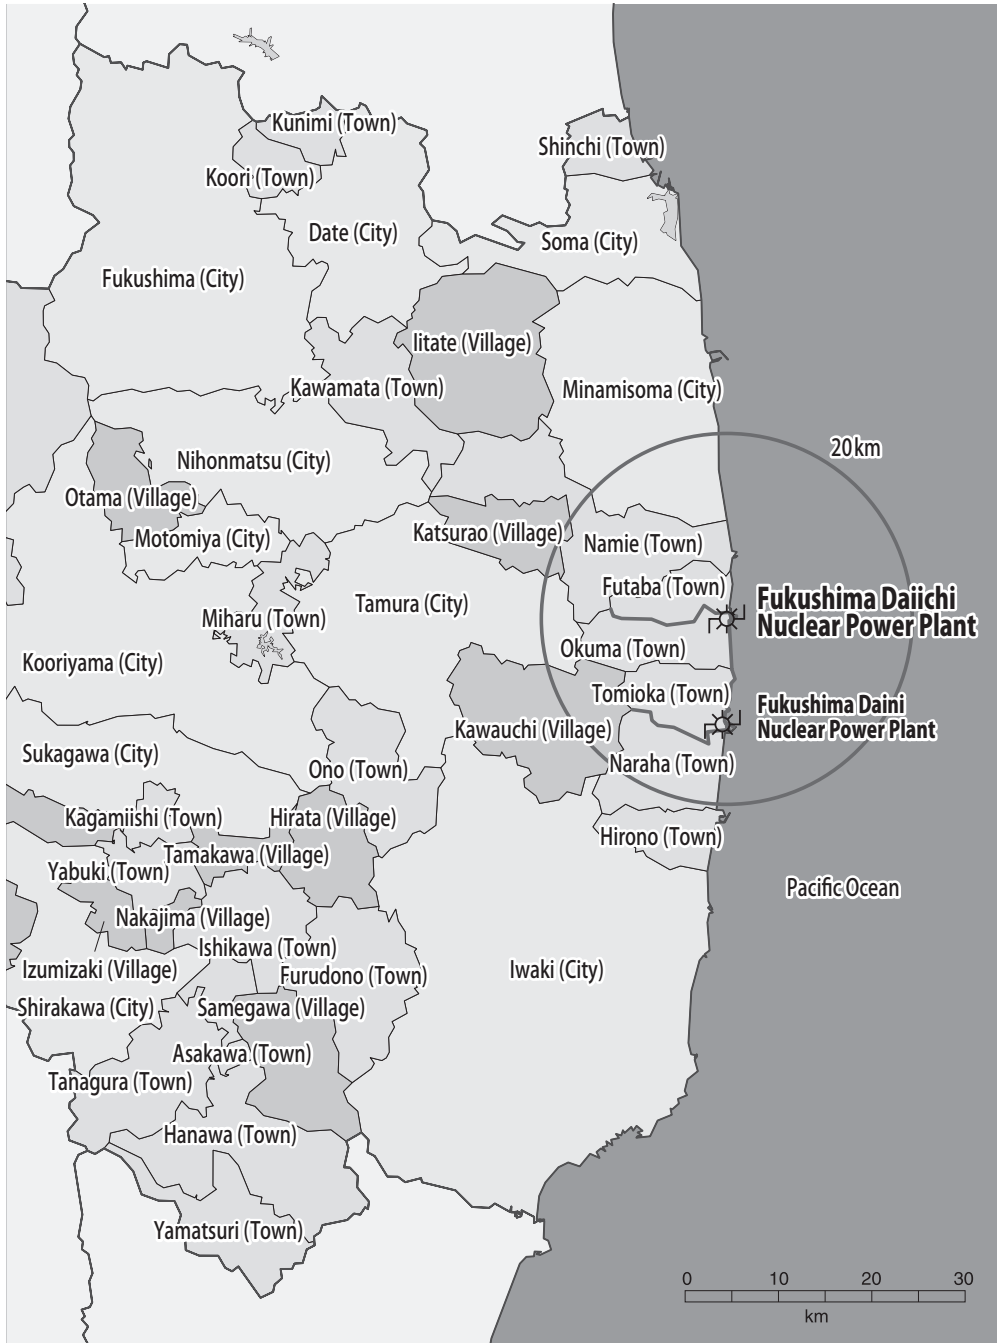 Kunimi (Town)
Shinchi (Town)
Koori (Town)
Date (City)
Soma (City)
Fukushima (City)
Iitate (Village)
Kawamata (Town)
Minamisoma (City)
20km
Nihonmatsu (City)
Otama (Village)
Motomiya (City)
Katsurao (Village)
Namie (Town)
Futaba (Town)
Fukushima Daiichi
Nuclear Power Plant
Tamura (City)
Miharu (Town)
Okuma (Town)
Kooriyama (City)
Tomioka (Town)
Fukushima Daini
Nuclear Power Plant
Kawauchi (Village)
Sukagawa (City)
Ono (Town)
Naraha (Town)
Kagamiishi (Town)
Hirata (Village)
Hirono (Town)
Tamakawa (Village)
Yabuki (Town)
Pacific Ocean
Nakajima (Village)
Ishikawa (Town)
Izumizaki (Village)
Furudono (Town)
Iwaki (City)
Shirakawa (City)
Samegawa (Village)
Asakawa (Town)
Tanagura (Town)
Hanawa (Town)
Yamatsuri (Town)
0 10 20 30
km